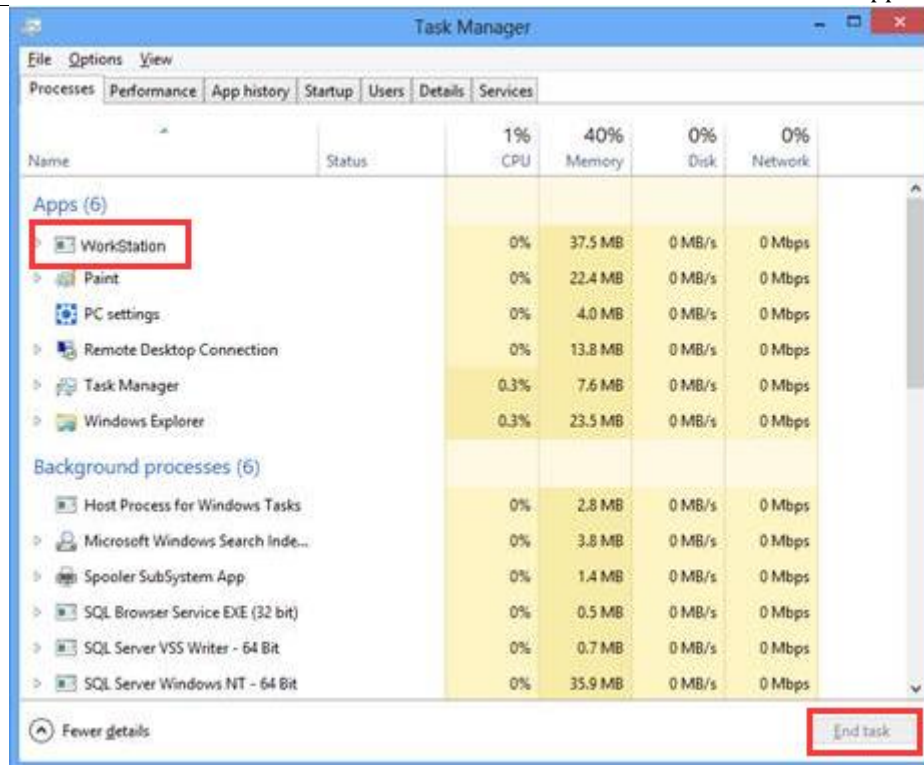 Task Manager
File Options View
Processes Performance App history Startup Users Details Services
1% 40% 0% 0%
Name Status CPU Memory Disk Network
Apps (6)
WorkStation 0% 37.5 MB 0 MB/s 0 Mbps
Paint 0% 22.4 MB 0 MB/s 0 Mbps
PC settings 0% 4.0 MB 0 MB/s 0 Mbps
Remote Desktop Connection 0% 13.8 MB 0 MB/s 0 Mbps
Task Manager 0.3% 7.6 MB 0 MB/s 0 Mbps
Windows Explorer 0.3% 23.5 MB 0 MB/s 0 Mbps
Background processes (6)
Host Process for Windows Tasks 0% 2.8 MB 0 MB/s 0 Mbps
Microsoft Windows Search Inde... 0% 3.8 MB 0 MB/s 0 Mbps
Spooler SubSystem App 0% 1.4 MB 0 MB/s 0 Mbps
SQL Browser Service EXE (32 bit) 0% 0.5 MB 0 MB/s 0 Mbps
SQL Server VSS Writer - 64 Bit 0% 0.7 MB 0 MB/s 0 Mbps
SQL Server Windows NT - 64 Bit 0% 35.9 MB 0 MB/s 0 Mbps
Fewer details End task